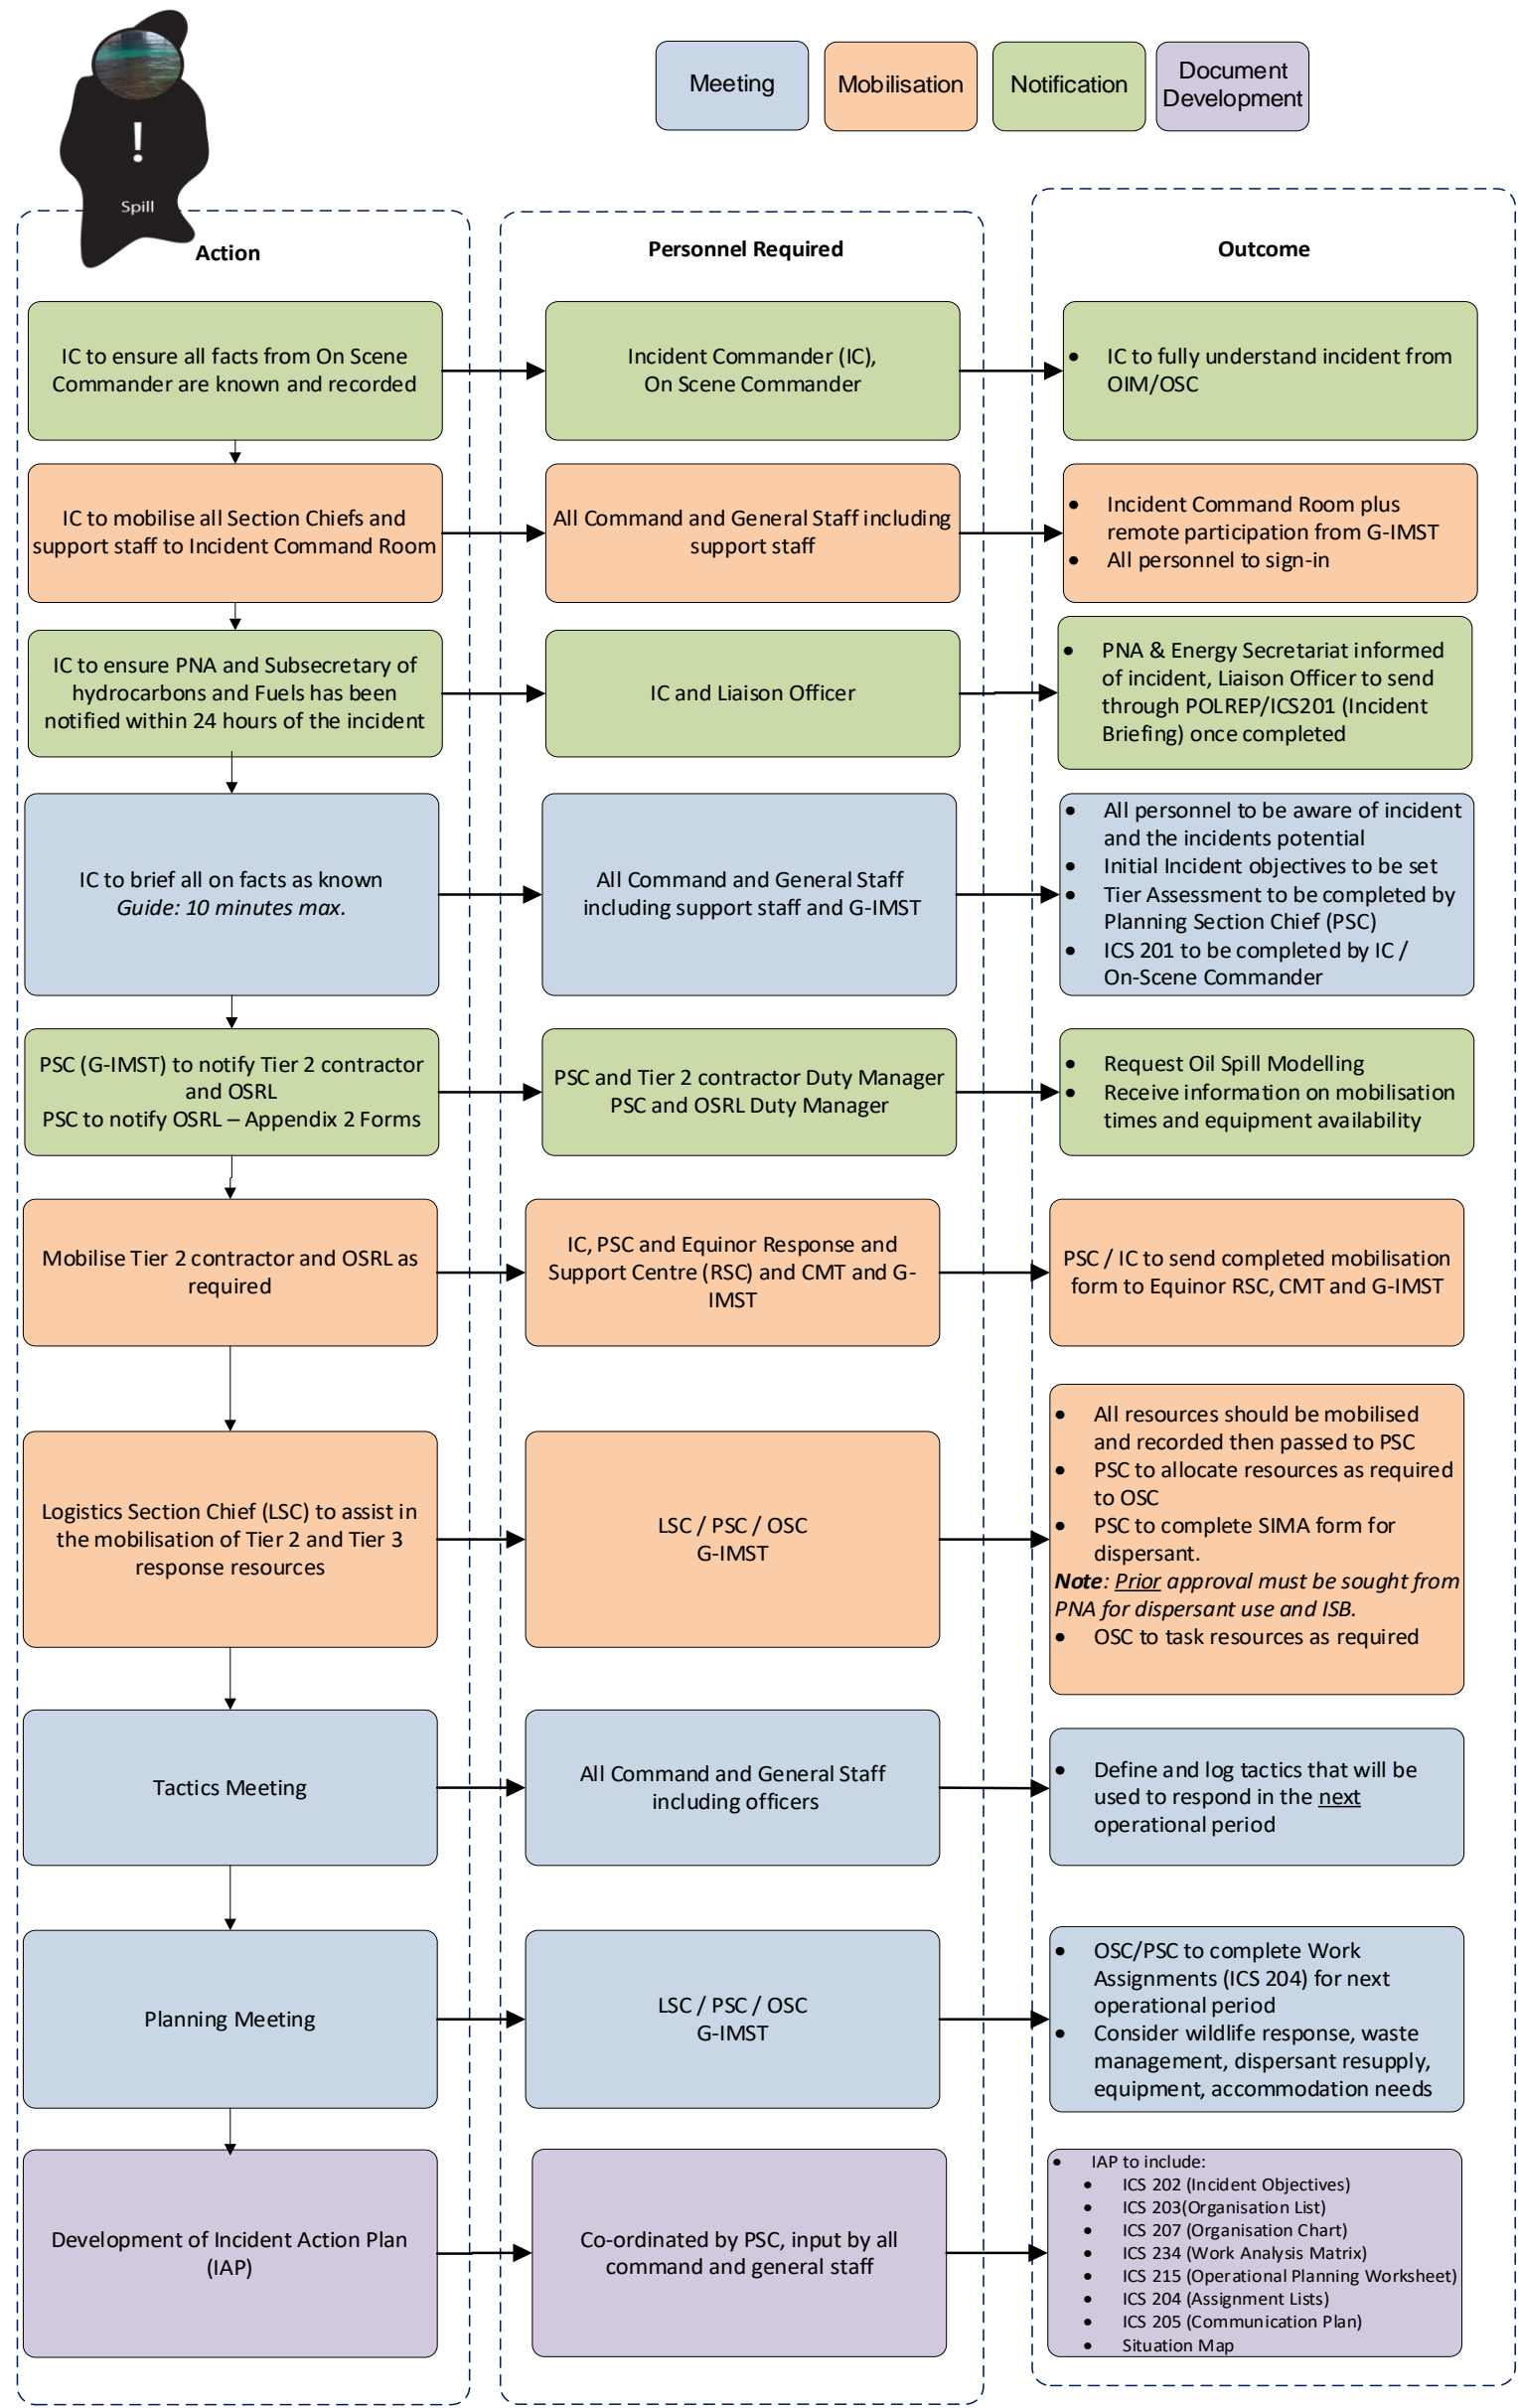 !
Spill
Meeting
Mobilisation
Notification
Document
Development
Action
Personnel Required
Outcome
IC to ensure all facts from On Scene
Commander are known and recorded
Incident Commander (IC),
On Scene Commander
• IC to fully understand incident from
OIM/OSC
IC to mobilise all Section Chiefs and
support staff to Incident Command Room
All Command and General Staff including
support staff
• Incident Command Room plus
remote participation from G-IMST
• All personnel to sign-in
IC to ensure PNA and Subsecretary of
hydrocarbons and Fuels has been
notified within 24 hours of the incident
IC and Liaison Officer
• PNA & Energy Secretariat informed
of incident, Liaison Officer to send
through POLREP/ICS201 (Incident
Briefing) once completed
IC to brief all on facts as known
Guide: 10 minutes max.
All Command and General Staff
including support staff and G-IMST
• All personnel to be aware of incident
and the incidents potential
• Initial Incident objectives to be set
• Tier Assessment to be completed by
Planning Section Chief (PSC)
• ICS 201 to be completed by IC /
On-Scene Commander
PSC (G-IMST) to notify Tier 2 contractor
and OSRL
PSC to notify OSRL – Appendix 2 Forms
PSC and Tier 2 contractor Duty Manager
PSC and OSRL Duty Manager
• Request Oil Spill Modelling
• Receive information on mobilisation
times and equipment availability
Mobilise Tier 2 contractor and OSRL as
required
IC, PSC and Equinor Response and
Support Centre (RSC) and CMT and G-
IMST
PSC / IC to send completed mobilisation
form to Equinor RSC, CMT and G-IMST
Logistics Section Chief (LSC) to assist in
the mobilisation of Tier 2 and Tier 3
response resources
LSC / PSC / OSC
G-IMST
• All resources should be mobilised
and recorded then passed to PSC
• PSC to allocate resources as required
to OSC
• PSC to complete SIMA form for
dispersant.
Note: Prior approval must be sought from
PNA for dispersant use and ISB.
• OSC to task resources as required
Tactics Meeting
All Command and General Staff
including officers
• Define and log tactics that will be
used to respond in the next
operational period
Planning Meeting
LSC / PSC / OSC
G-IMST
• OSC/PSC to complete Work
Assignments (ICS 204) for next
operational period
• Consider wildlife response, waste
management, dispersant resupply,
equipment, accommodation needs
Development of Incident Action Plan
(IAP)
Co-ordinated by PSC, input by all
command and general staff
• IAP to include:
• ICS 202 (Incident Objectives)
• ICS 203(Organisation List)
• ICS 207 (Organisation Chart)
• ICS 234 (Work Analysis Matrix)
• ICS 215 (Operational Planning Worksheet)
• ICS 204 (Assignment Lists)
• ICS 205 (Communication Plan)
• Situation Map